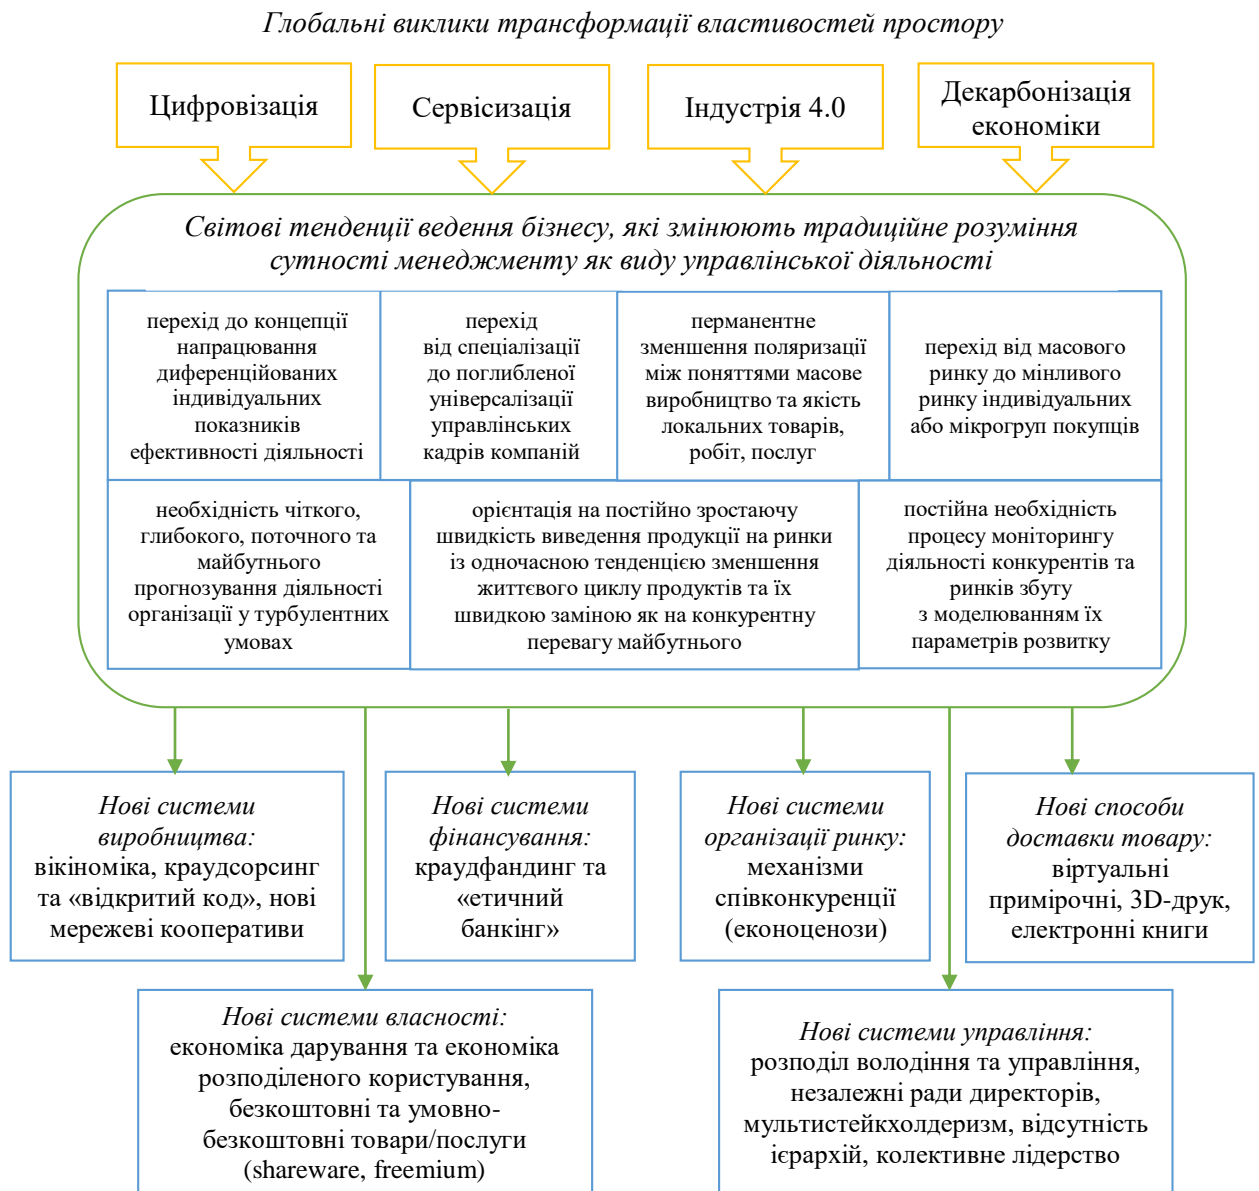 Глобальні виклики трансформації властивостей простору
Цифровізація
Сервісизація
Індустрія 4.0
Декарбонізація
економіки
Світові тенденції ведення бізнесу, які змінюють традиційне розуміння
сутності менеджменту як виду управлінської діяльності
перехід до концепції
напрацювання
диференційованих
індивідуальних
показників
ефективності діяльності
перехід
від спеціалізації
до поглибленої
універсалізації
управлінських
кадрів компаній
перманентне
зменшення поляризації
між поняттями масове
виробництво та якість
локальних товарів,
робіт, послуг
перехід від масового
ринку до мінливого
ринку індивідуальних
або мікрогруп покупців
необхідність чіткого,
глибокого, поточного та
майбутнього
прогнозування діяльності
організації у турбулентних
умовах
орієнтація на постійно зростаючу
швидкість виведення продукції на ринки
із одночасною тенденцією зменшення
життєвого циклу продуктів та їх
швидкою заміною як на конкурентну
перевагу майбутнього
постійна необхідність
процесу моніторингу
діяльності конкурентів та
ринків збуту
з моделюванням їх
параметрів розвитку
Нові системи
виробництва:
вікіноміка, краудсорсинг
та «відкритий код», нові
мережеві кооперативи
Нові системи
фінансування:
краудфандинг та
«етичний
банкінг»
Нові системи
організації ринку:
механізми
співконкуренції
(економіценози)
Нові способи
доставки товару:
віртуальні
примірочні, 3D-друк,
електронні книги
Нові системи власності:
економіка дарування та економіка
розподіленого користування,
безкоштовні та умовно-
безкоштовні товари/послуги
(shareware, freemium)
Нові системи управління:
розподіл володіння та управління,
незалежні ради директорів,
мультистейкхолдеризм, відсутність
ієрархій, колективне лідерство